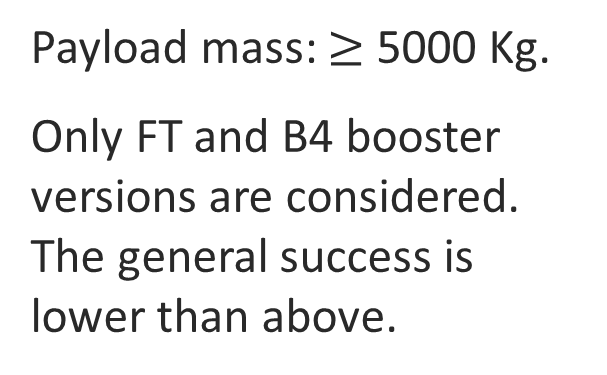 Payload mass: ≥ 5000 Kg.
Only FT and B4 booster
versions are considered.
The general success is
lower than above.